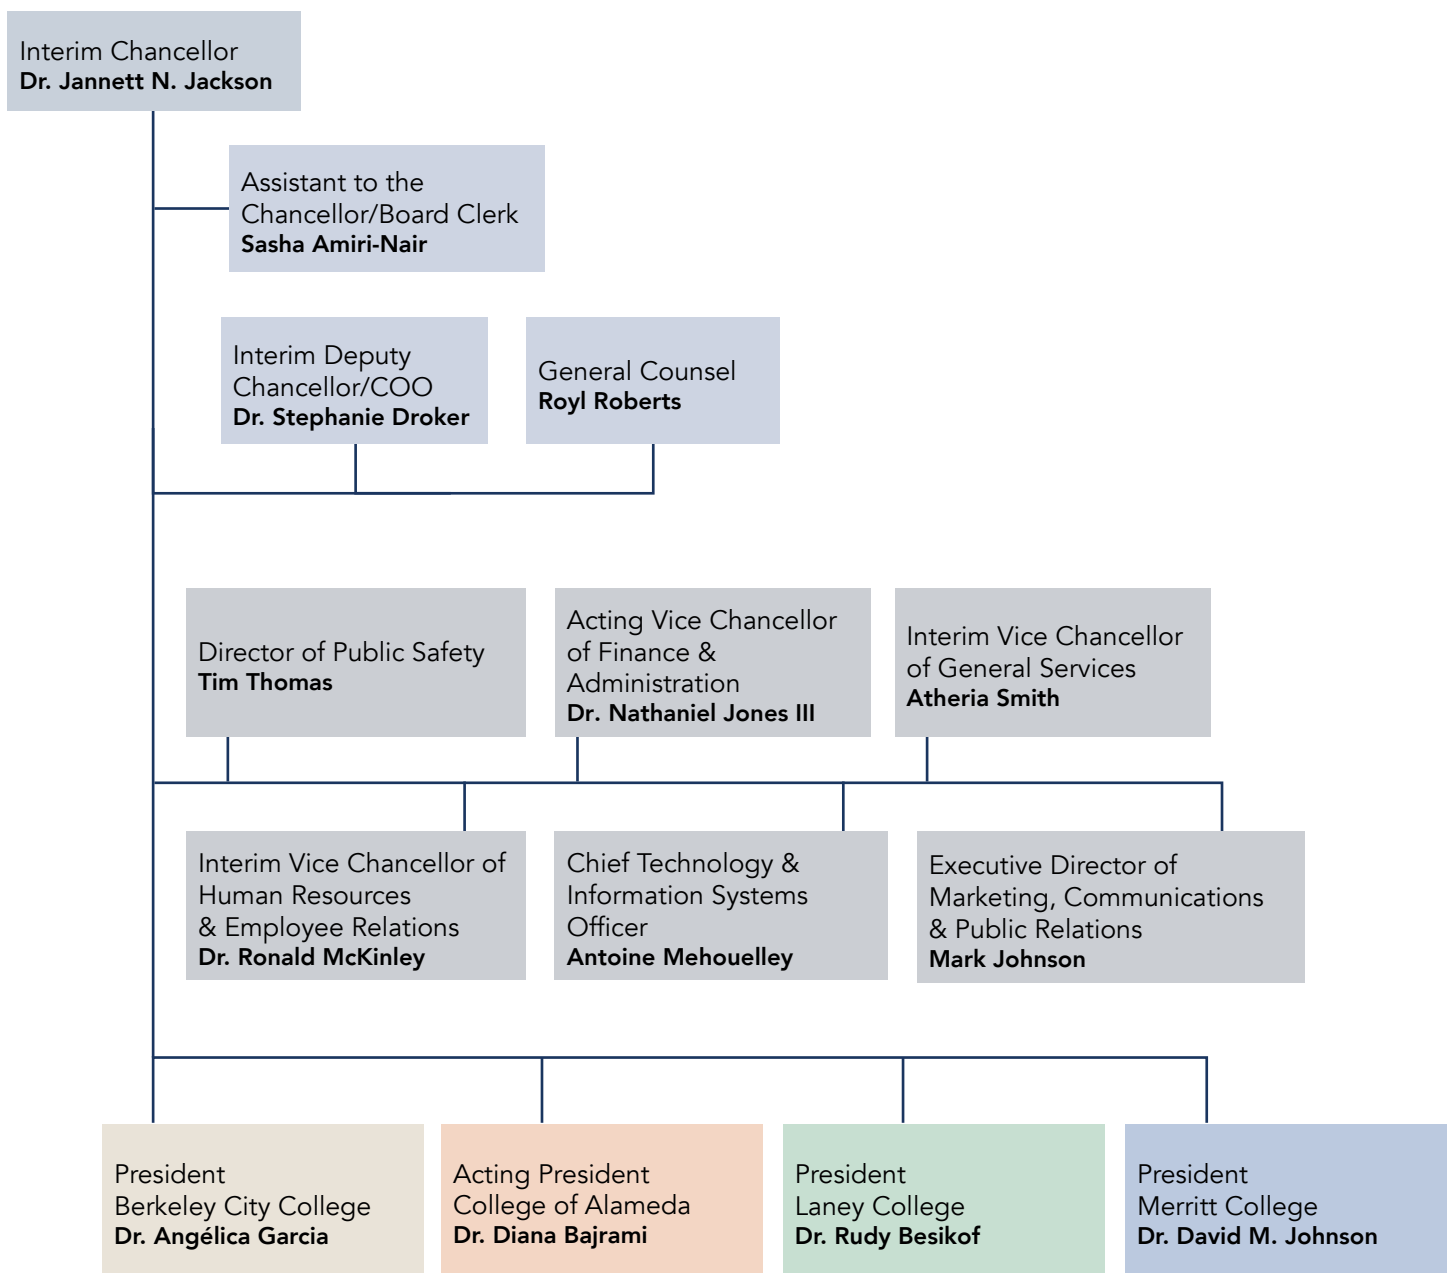 Interim Chancellor
Dr. Jannett N. Jackson
Assistant to the
Chancellor/Board Clerk
Sasha Amiri-Nair
Interim Deputy
Chancellor/COO
Dr. Stephanie Droker
General Counsel
Royl Roberts
Director of Public Safety
Tim Thomas
Acting Vice Chancellor
of Finance &
Administration
Dr. Nathaniel Jones III
Interim Vice Chancellor
of General Services
Atheria Smith
Interim Vice Chancellor of
Human Resources
& Employee Relations
Dr. Ronald McKinley
Chief Technology &
Information Systems
Officer
Antoine Mehouelley
Executive Director of
Marketing, Communications
& Public Relations
Mark Johnson
President
Berkeley City College
Dr. Angélica Garcia
Acting President
College of Alameda
Dr. Diana Bajrami
President
Laney College
Dr. Rudy Besikof
President
Merritt College
Dr. David M. Johnson